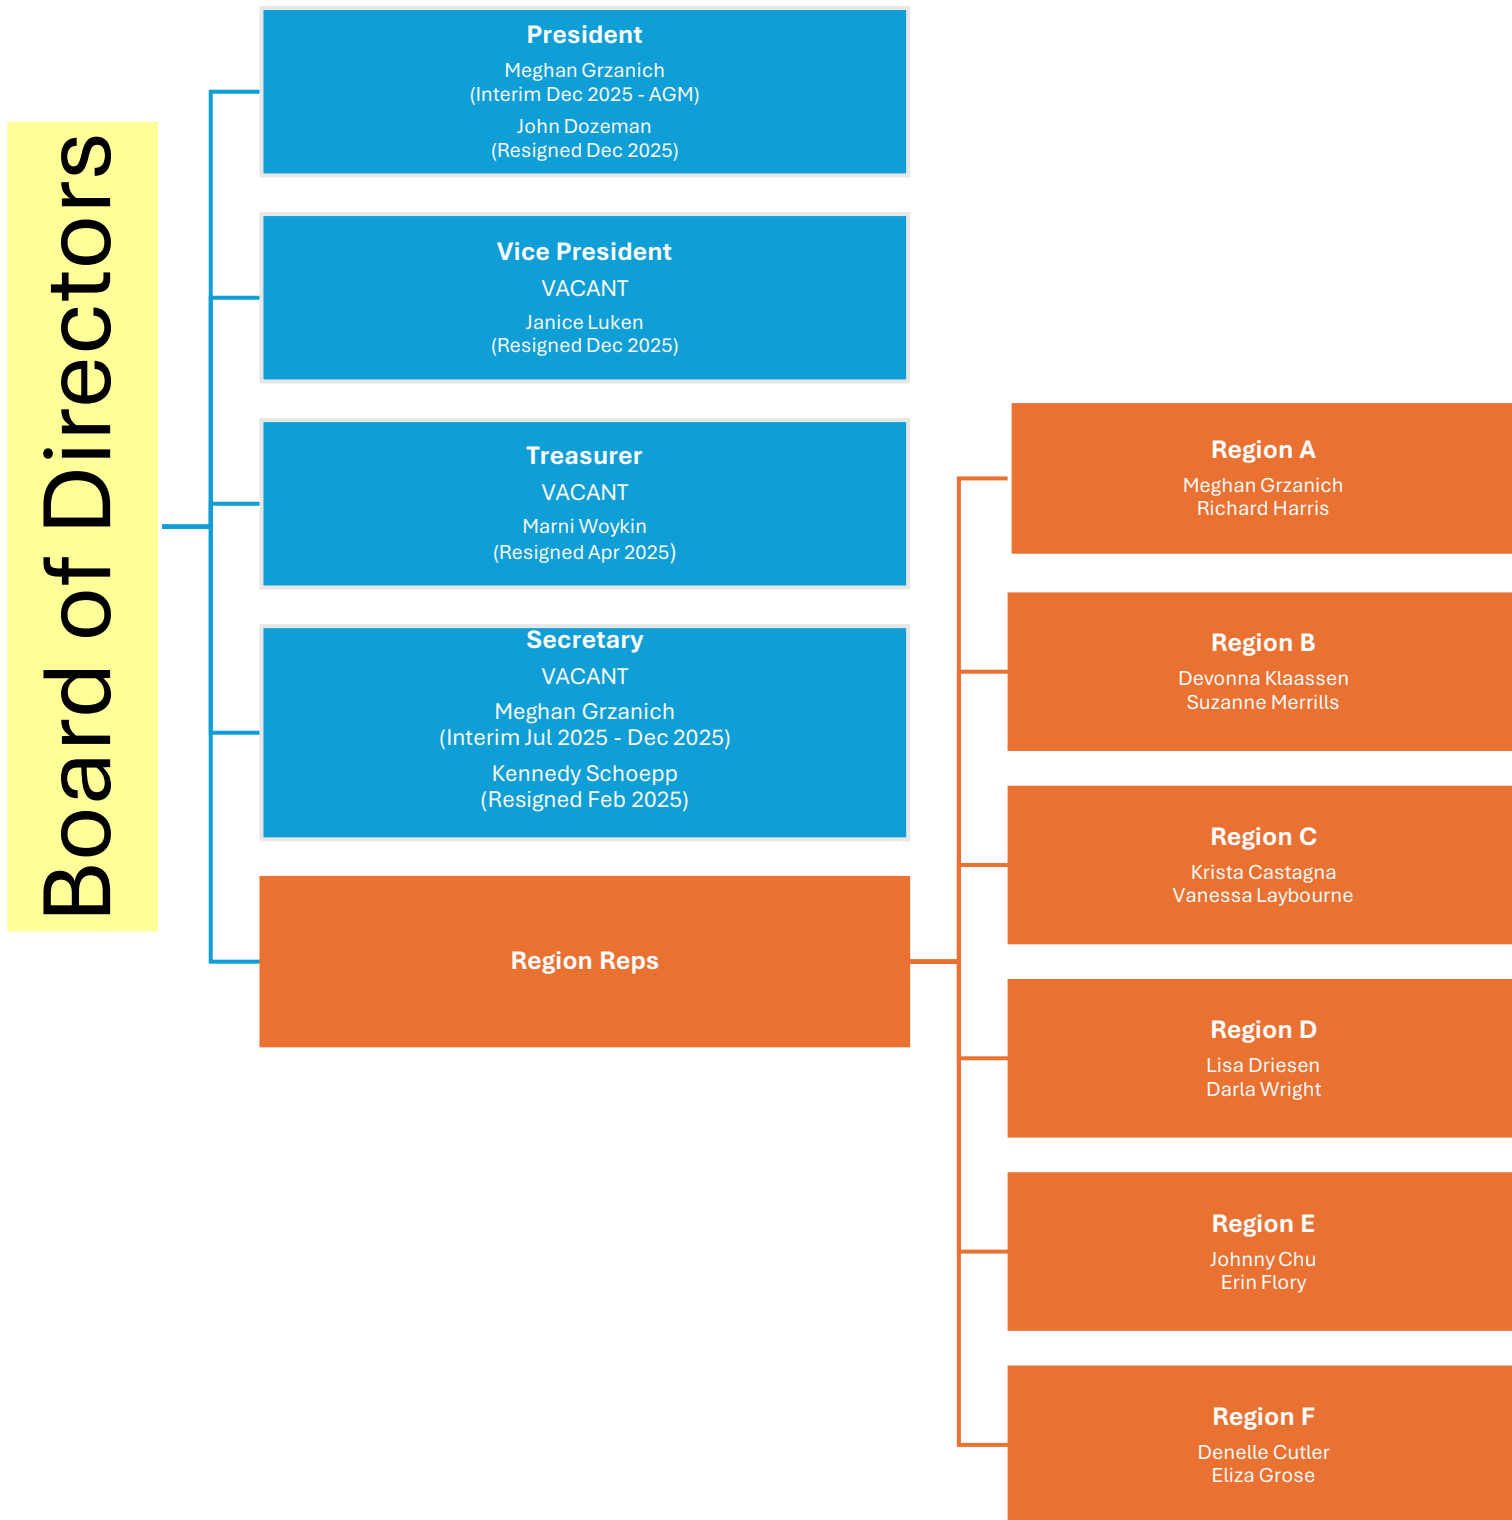 Board of Directors
President
Meghan Grzanich
(Interim Dec 2025 - AGM)
John Dozeman
(Resigned Dec 2025)
Vice President
VACANT
Janice Luken
(Resigned Dec 2025)
Treasurer
VACANT
Marni Woykin
(Resigned Apr 2025)
Secretary
VACANT
Meghan Grzanich
(Interim Jul 2025 - Dec 2025)
Kennedy Schoepp
(Resigned Feb 2025)
Region Reps
Region A
Meghan Grzanich
Richard Harris
Region B
Devonna Klaassen
Suzanne Merrills
Region C
Krista Castagna
Vanessa Laybourne
Region D
Lisa Driesen
Darla Wright
Region E
Johnny Chu
Erin Flory
Region F
Denelle Cutler
Eliza Grose